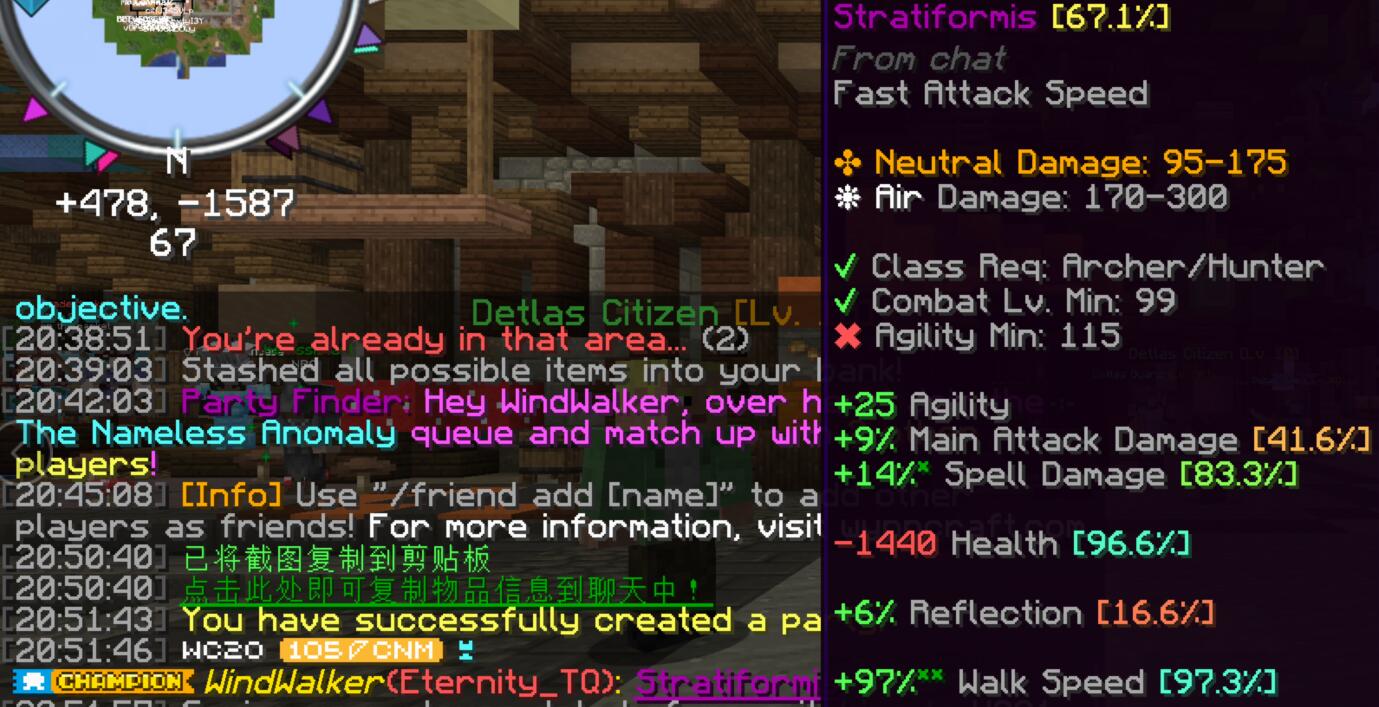 N
+478, -1587
67
objective.
Detlas Citizen [Lv.
[20:38:51] You're already in that area... (2)
[20:39:03] Stashed all possible items into your bank!
[20:42:03] Party Finder: Hey WindWalker, over h
The Nameless Anomaly queue and match up with
players!
[20:45:08] [Info] Use "/friend add [name]" to add other
players as friends! For more information, visit wynncraft.com
[20:50:40] 已将截图复制到剪贴板
[20:50:40] 点击此处即可复制物品信息到聊天中！
[20:51:43] You have successfully created a pa
[20:51:46] WC20 105/CNM
CHAMPION WindWalker(Eternity_TQ): Stratiformi
Stratiformis [67.1%]
From chat
Fast Attack Speed
✤ Neutral Damage: 95-175
❋ Air Damage: 170-300
✔ Class Req: Archer/Hunter
✔ Combat Lv. Min: 99
✖ Agility Min: 115
+25 Agility
+9% Main Attack Damage [41.6%]
+14%* Spell Damage [83.3%]
-1440 Health [96.6%]
+6% Reflection [16.6%]
+97%** Walk Speed [97.3%]